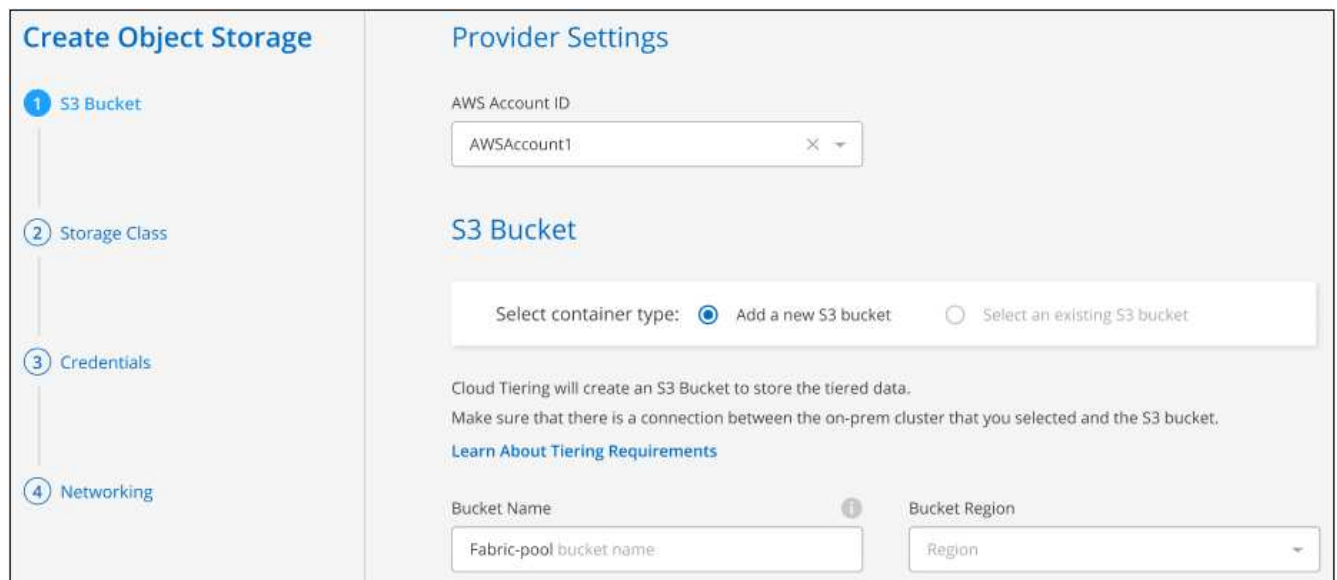 Create Object Storage
1 S3 Bucket
2 Storage Class
3 Credentials
4 Networking
Provider Settings
AWS Account ID
AWSAccount1
S3 Bucket
Select container type: Add a new S3 bucket Select an existing S3 bucket
Cloud Tiering will create an S3 Bucket to store the tiered data.
Make sure that there is a connection between the on-prem cluster that you selected and the S3 bucket.
Learn About Tiering Requirements
Bucket Name i Bucket Region
Fabric-pool bucket name Region